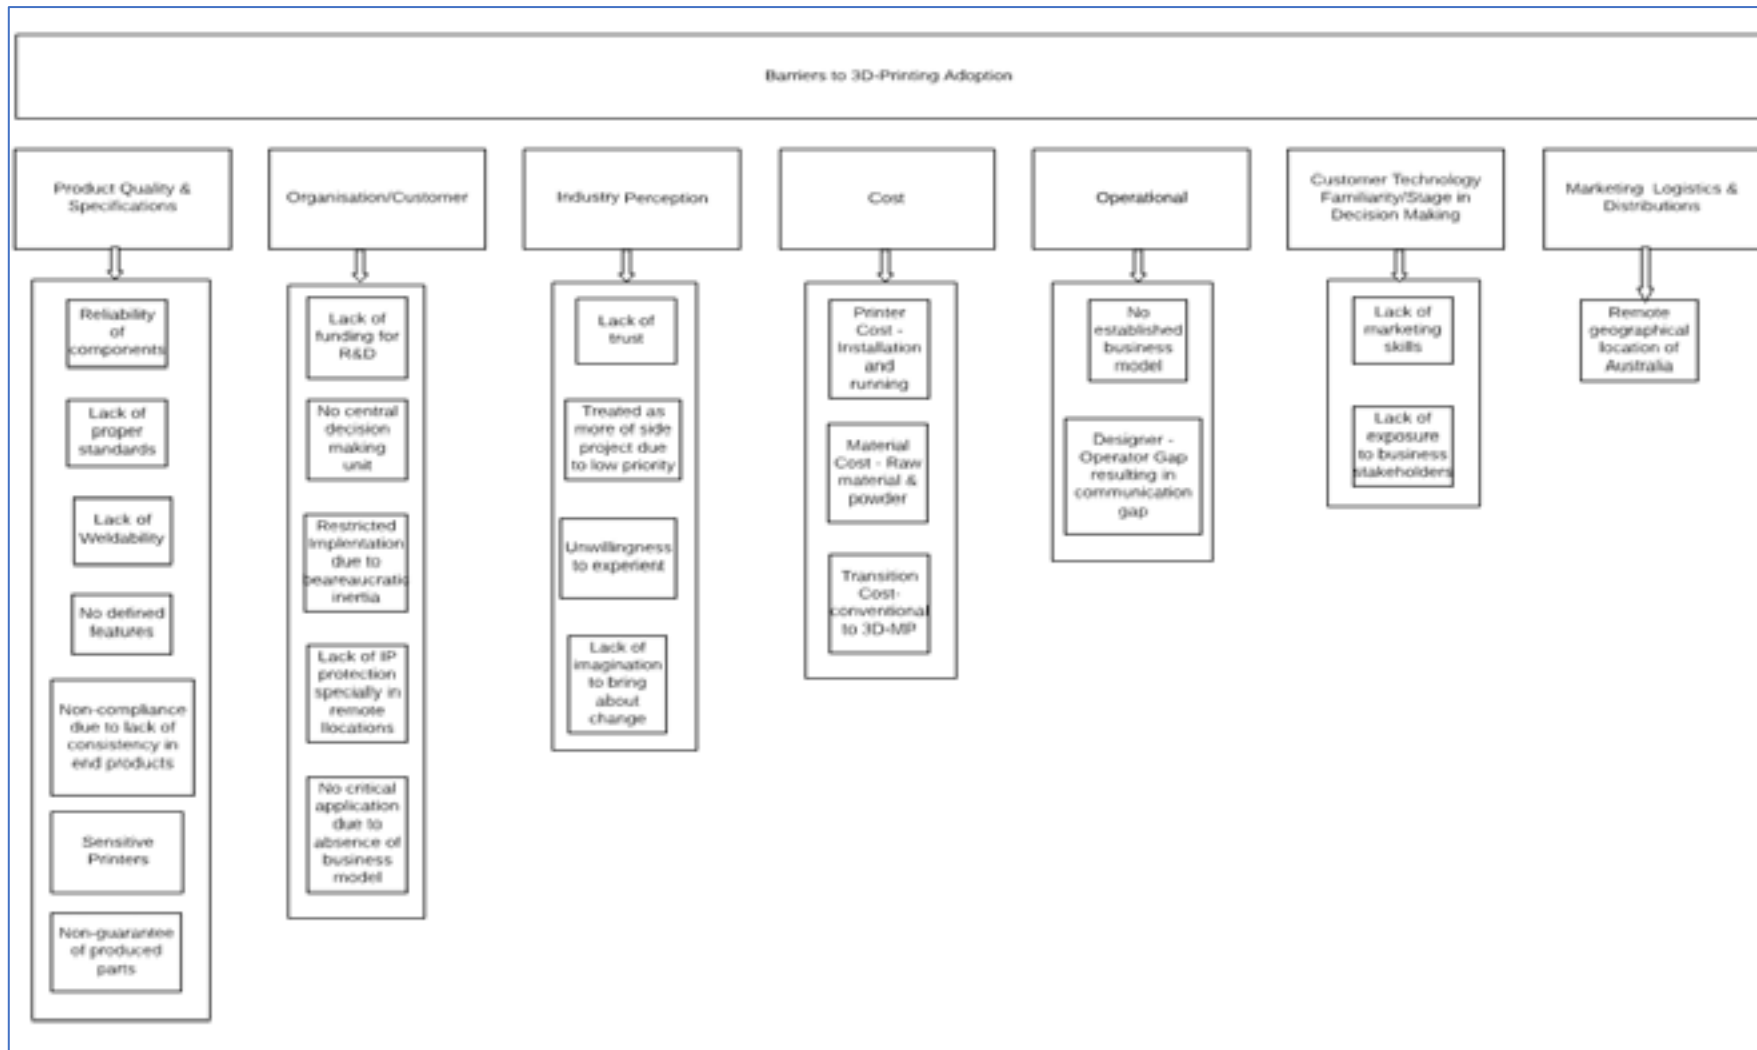 Barriers to 3D-Printing Adoption
Product Quality &
Specifications
Reliability
of
components
Lack of
proper
standards
Lack of
Weldability
No defined
features
Non-compliance
due to lack of
consistency in
end products
Sensitive
Printers
Non-guarantee
of produced
parts
Organisation/Customer
Lack of
funding for
R&D
No central
decision
making
unit
Restricted
Implentation
due to
beareaucratic
inertia
Lack of IP
protection
specially in
remote
llocations
No critical
application
due to
absence of
business
model
Industry Perception
Lack of
trust
Treated as
more of side
project due
to low priority
Unwillingness
to experient
Lack of
imagination
to bring
about
change
Cost
Printer
Cost -
Installation
and
running
Material
Cost - Raw
material &
powder
Transition
Cost-
conventional
to 3D-MP
Operational
No
established
business
model
Designer -
Operator Gap
resulting in
communication
gap
Customer Technology
Familiarity/Stage in
Decision Making
Lack of
marketing
skills
Lack of
exposure
to business
stakeholders
Marketing Logistics &
Distributions
Remote
geographical
location of
Australia